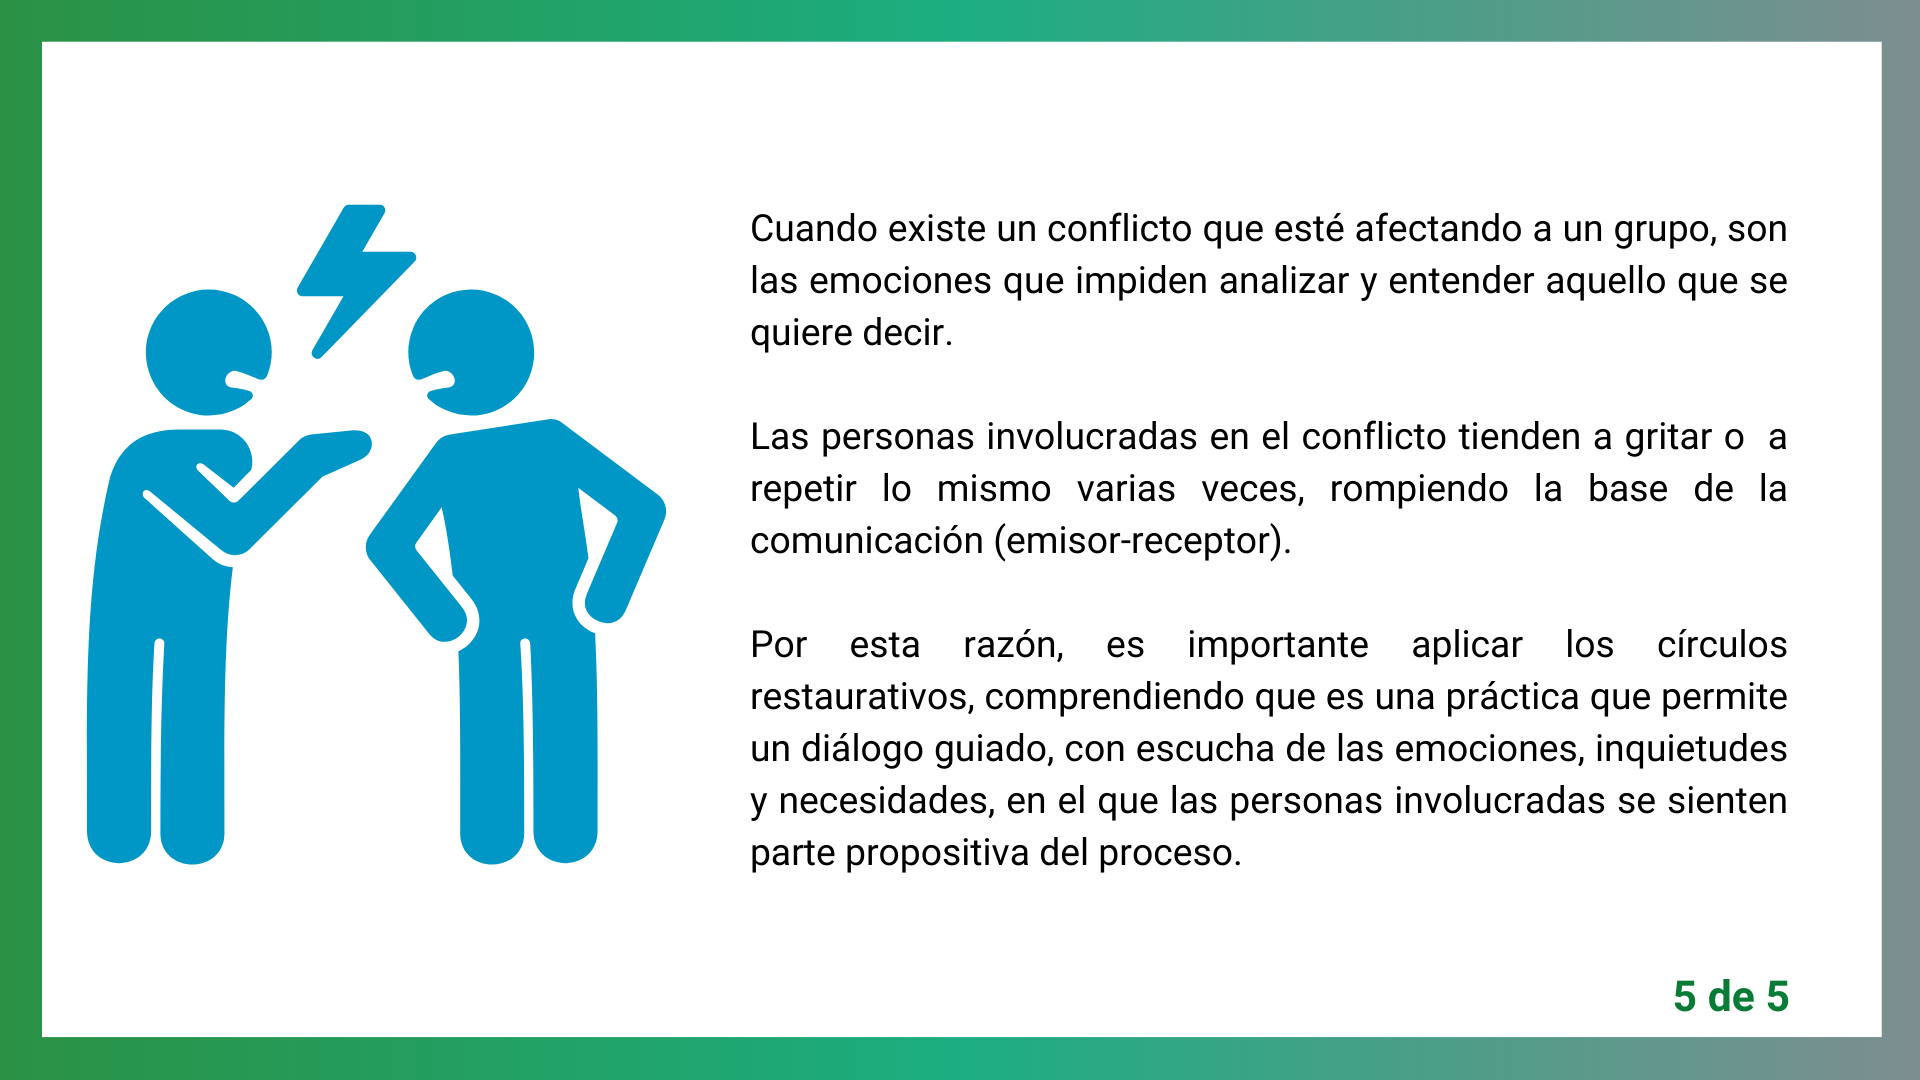 Cuando existe un conflicto que esté afectando a un grupo, son
las emociones que impiden analizar y entender aquello que se
quiere decir.
Las personas involucradas en el conflicto tienden a gritar o  a
repetir lo mismo varias veces, rompiendo la base de la
comunicación (emisor-receptor).
Por esta razón, es importante aplicar los círculos
restaurativos, comprendiendo que es una práctica que permite
un diálogo guiado, con escucha de las emociones, inquietudes
y necesidades, en el que las personas involucradas se sienten
parte propositiva del proceso.
5 de 5